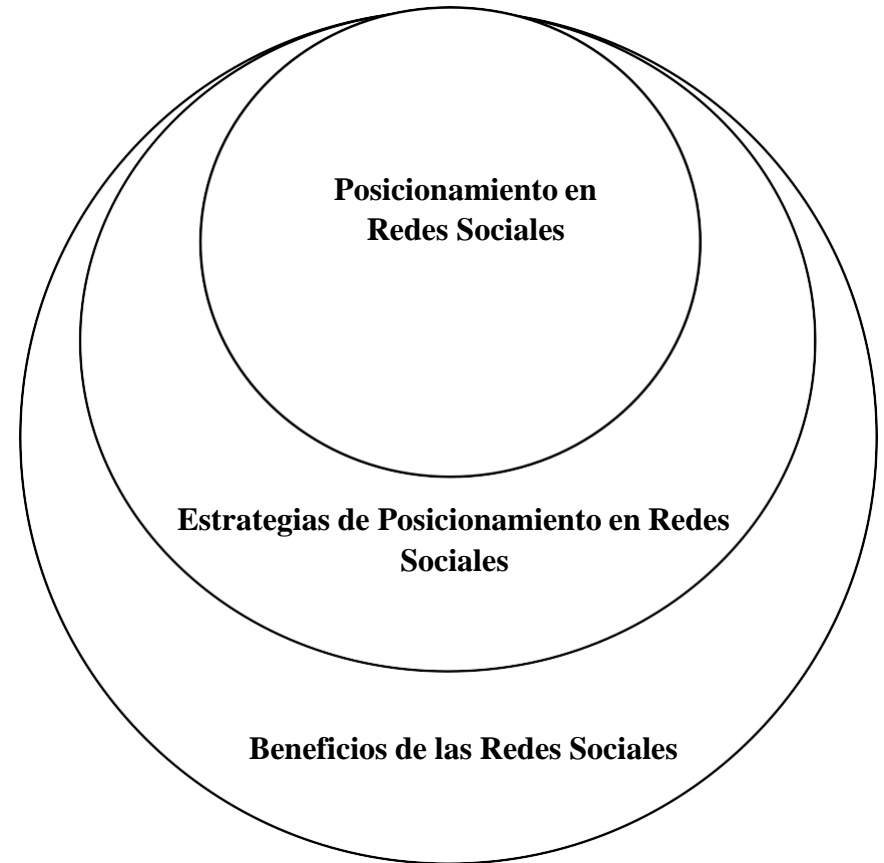 Posicionamiento en
Redes Sociales
Estrategias de Posicionamiento en Redes
Sociales
Beneficios de las Redes Sociales